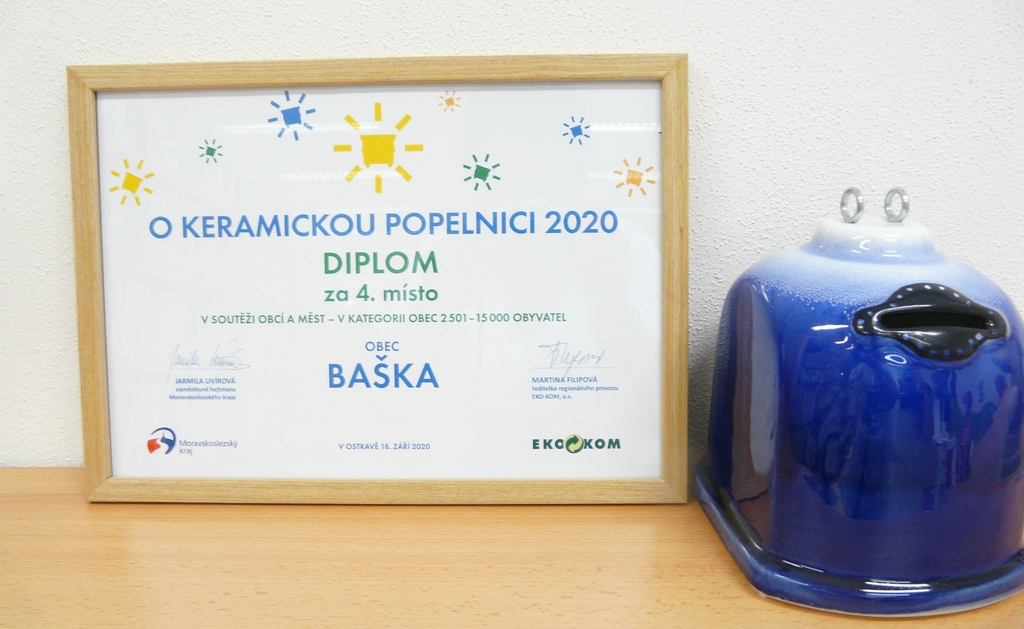 O KERAMICKOU POPELNICI 2020
DIPLOM
za 4. místo
V SOUTĚŽI OBCÍ A MĚST – V KATEGORII OBEC 2 501–15 000 OBYVATEL
OBEC
BAŠKA
JARMILA UVÍROVÁ
náměstkyně hejtmana
Moravskoslezského kraje
MARTINA FILIPOVÁ
ředitelka regionálního provozu
EKO-KOM, a.s.
Moravskoslezský
kraj
V OSTRAVĚ 18. ZÁŘÍ 2020
EKO KOM